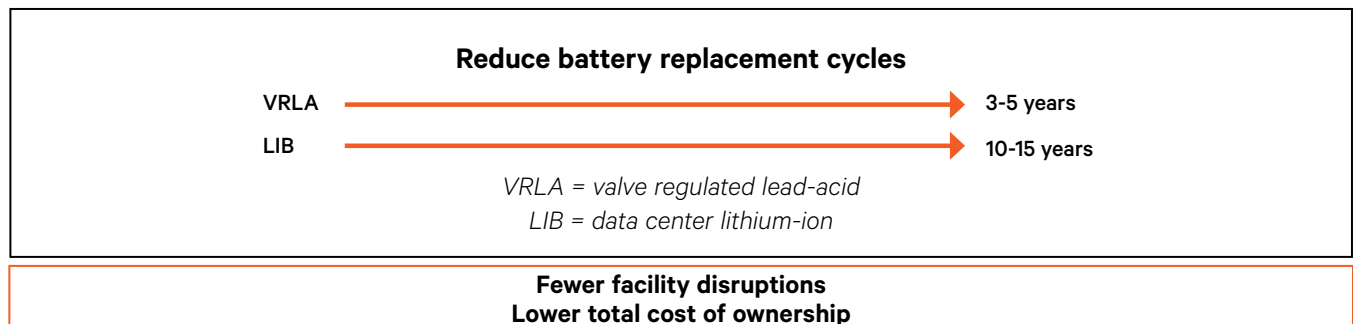 Reduce battery replacement cycles
VRLA 3-5 years
LIB 10-15 years
VRLA = valve regulated lead-acid
LIB = data center lithium-ion
Fewer facility disruptions
Lower total cost of ownership